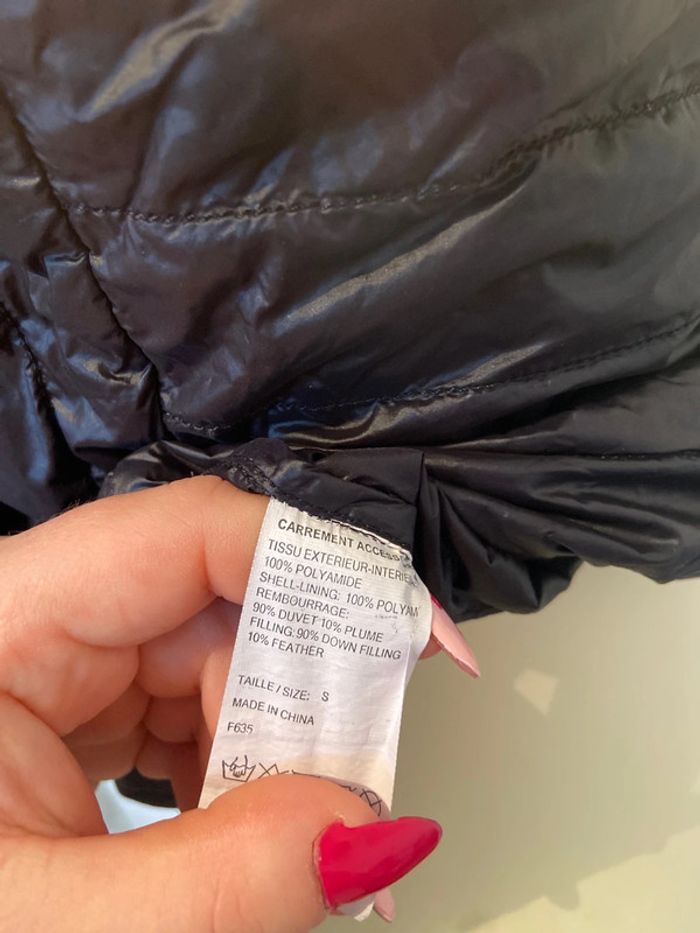 CARREMENT
TISSU EXTERIEUR-INTERIE
100% POLYAMIDE
SHELL-LINING: 100% POLYAM
REMBOURRAGE:
90% DUVET 10% PLUME
FILLING: 90% DOWN FILLING
10% FEATHER
TAILLE / SIZE: S
MADE IN CHINA
F635